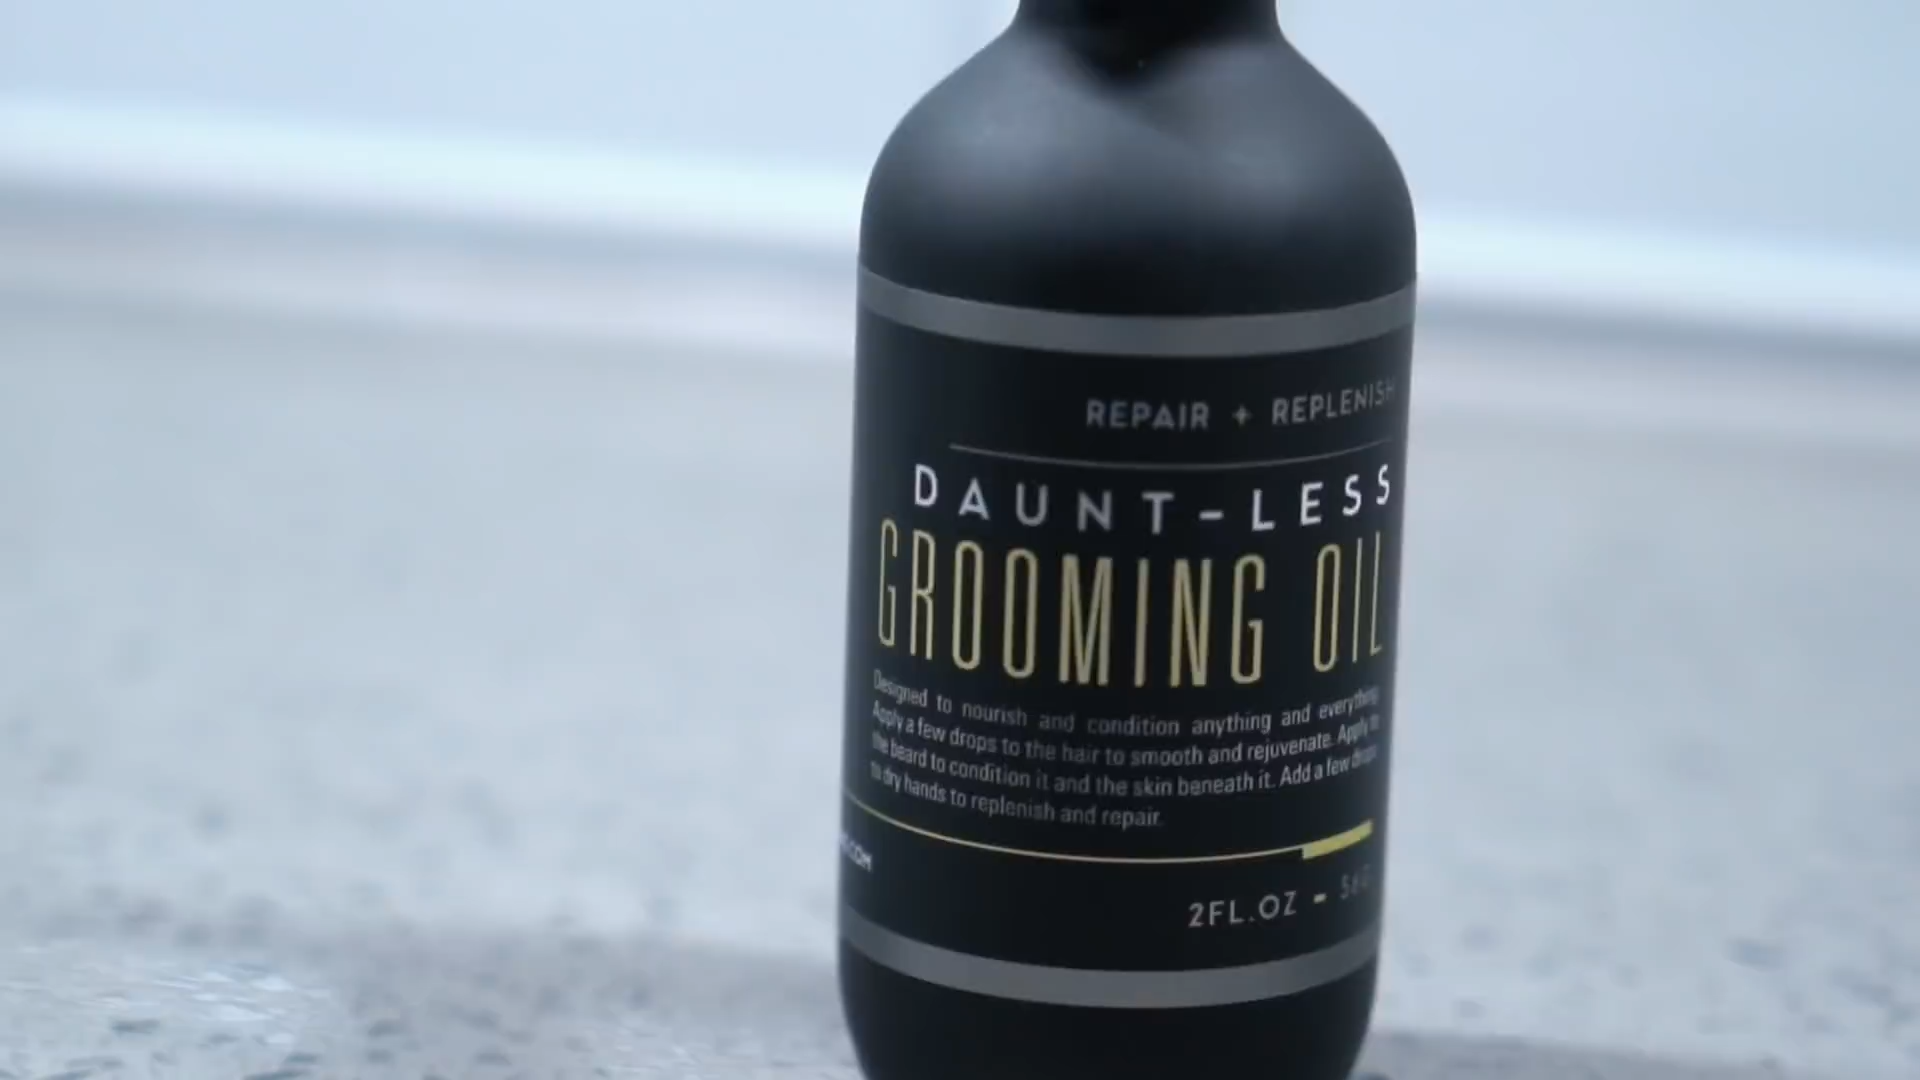 REPAIR + REPLENISH
DAUNT-LESS
GROOMING OIL
Designed to nourish and condition anything and everything.
Apply a few drops to the hair to smooth and rejuvenate. Apply to
the beard to condition it and the skin beneath it. Add a few drops
to dry hands to replenish and repair.
.COM
2FL.OZ -